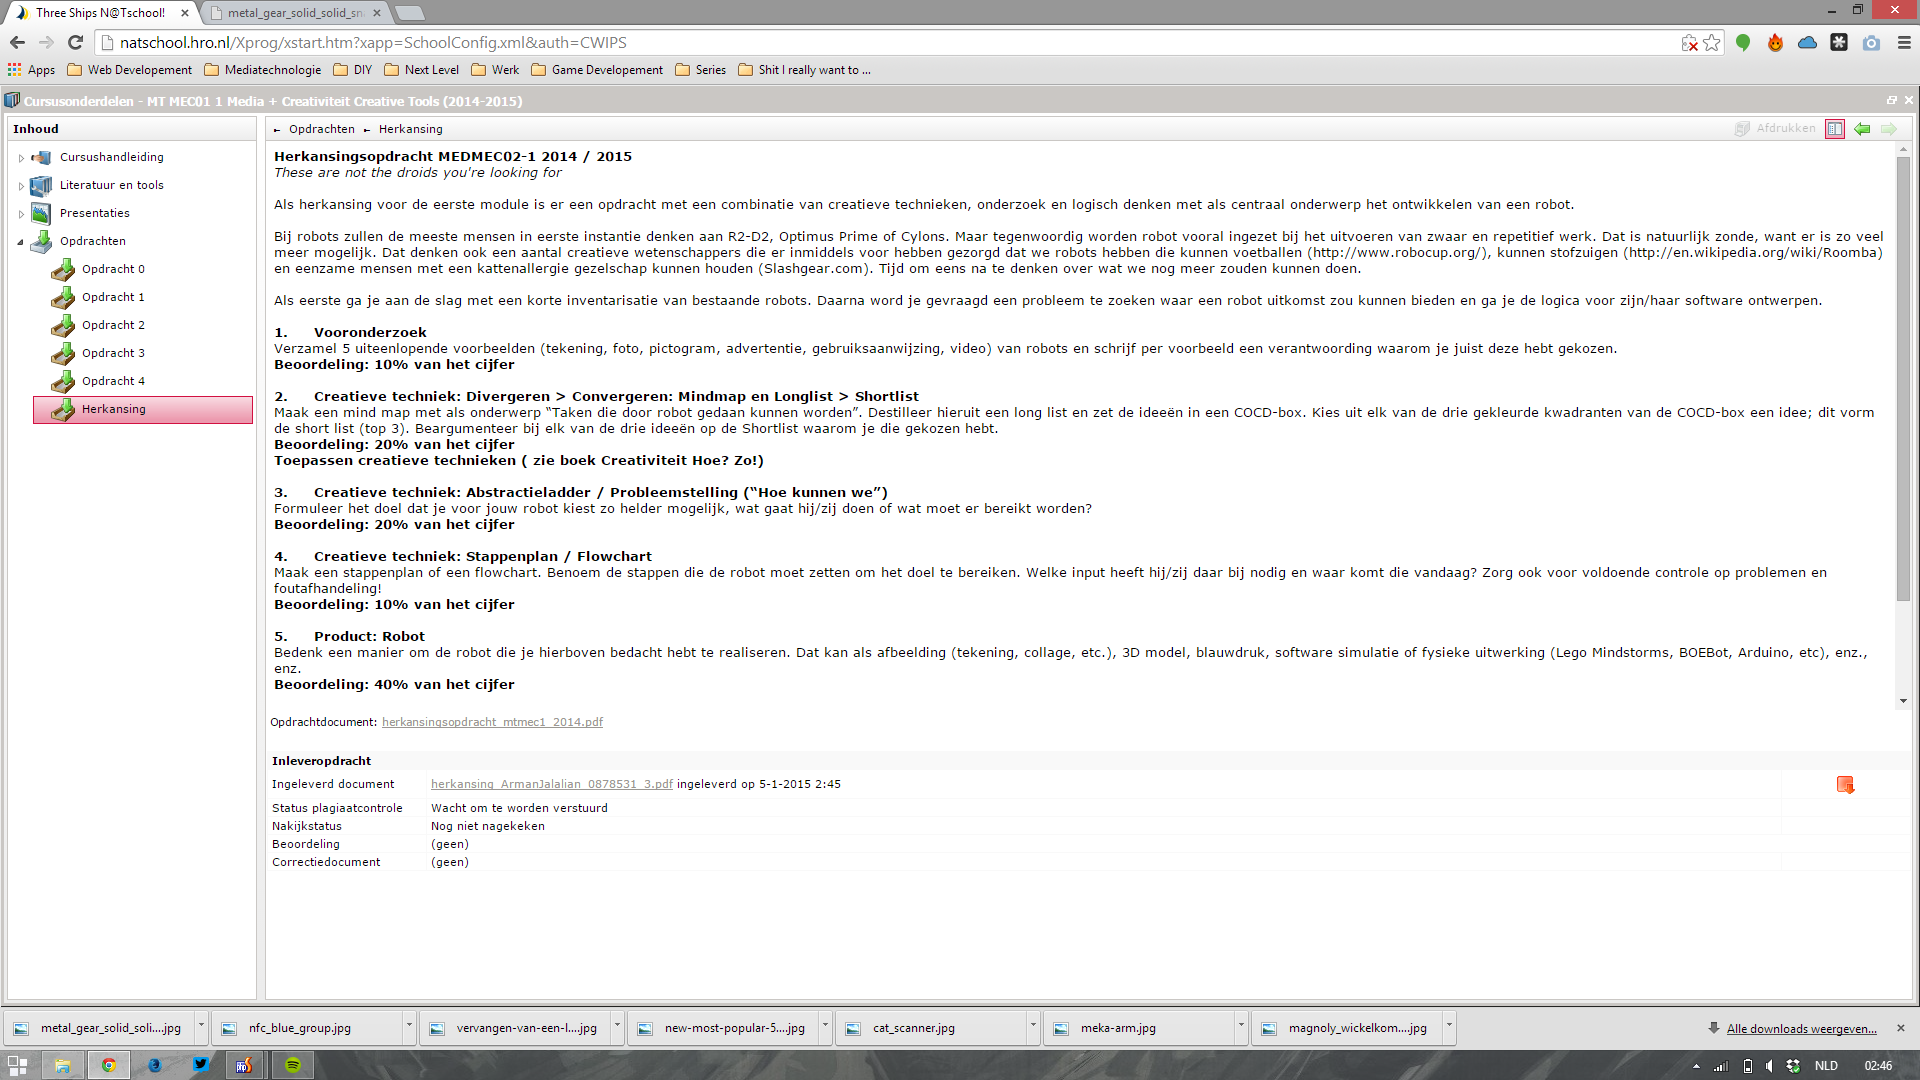 Three Ships N@Tschool!
metal_gear_solid_solid_sn
natschool.hro.nl/Xprog/xstart.htm?xapp=SchoolConfig.xml&auth=CWIPS
Apps Web Developement Mediatechnologie DIY Next Level Werk Game Developement Series Shit I really want to ...
Cursusonderdelen - MT MEC01 1 Media + Creativiteit Creative Tools (2014-2015)
Inhoud
Cursushandleiding
Literatuur en tools
Presentaties
Opdrachten
Opdracht 0
Opdracht 1
Opdracht 2
Opdracht 3
Opdracht 4
Herkansing
← Opdrachten ← Herkansing
Afdrukken
Herkansingsopdracht MEDMEC02-1 2014 / 2015
These are not the droids you're looking for
Als herkansing voor de eerste module is er een opdracht met een combinatie van creatieve technieken, onderzoek en logisch denken met als centraal onderwerp het ontwikkelen van een robot.
Bij robots zullen de meeste mensen in eerste instantie denken aan R2-D2, Optimus Prime of Cylons. Maar tegenwoordig worden robot vooral ingezet bij het uitvoeren van zwaar en repetitief werk. Dat is natuurlijk zonde, want er is zo veel
meer mogelijk. Dat denken ook een aantal creatieve wetenschappers die er inmiddels voor hebben gezorgd dat we robots hebben die kunnen voetballen (http://www.robocup.org/), kunnen stofzuigen (http://en.wikipedia.org/wiki/Roomba)
en eenzame mensen met een kattenallergie gezelschap kunnen houden (Slashgear.com). Tijd om eens na te denken over wat we nog meer zouden kunnen doen.
Als eerste ga je aan de slag met een korte inventarisatie van bestaande robots. Daarna word je gevraagd een probleem te zoeken waar een robot uitkomst zou kunnen bieden en ga je de logica voor zijn/haar software ontwerpen.
1. Vooronderzoek
Verzamel 5 uiteenlopende voorbeelden (tekening, foto, pictogram, advertentie, gebruiksaanwijzing, video) van robots en schrijf per voorbeeld een verantwoording waarom je juist deze hebt gekozen.
Beoordeling: 10% van het cijfer
2. Creatieve techniek: Divergeren > Convergeren: Mindmap en Longlist > Shortlist
Maak een mind map met als onderwerp “Taken die door robot gedaan kunnen worden”. Destilleer hieruit een long list en zet de ideeën in een COCD-box. Kies uit elk van de drie gekleurde kwadranten van de COCD-box een idee; dit vorm
de short list (top 3). Beargumenteer bij elk van de drie ideeën op de Shortlist waarom je die gekozen hebt.
Beoordeling: 20% van het cijfer
Toepassen creatieve technieken ( zie boek Creativiteit Hoe? Zo!)
3. Creatieve techniek: Abstractieladder / Probleemstelling (“Hoe kunnen we”)
Formuleer het doel dat je voor jouw robot kiest zo helder mogelijk, wat gaat hij/zij doen of wat moet er bereikt worden?
Beoordeling: 20% van het cijfer
4. Creatieve techniek: Stappenplan / Flowchart
Maak een stappenplan of een flowchart. Benoem de stappen die de robot moet zetten om het doel te bereiken. Welke input heeft hij/zij daar bij nodig en waar komt die vandaag? Zorg ook voor voldoende controle op problemen en
foutafhandeling!
Beoordeling: 10% van het cijfer
5. Product: Robot
Bedenk een manier om de robot die je hierboven bedacht hebt te realiseren. Dat kan als afbeelding (tekening, collage, etc.), 3D model, blauwdruk, software simulatie of fysieke uitwerking (Lego Mindstorms, BOEBot, Arduino, etc), enz.,
enz.
Beoordeling: 40% van het cijfer
Opdrachtdocument: herkansingsopdracht_mtmec1_2014.pdf
Inleveropdracht
Ingeleverd document herkansing_ArmanJalalian_0878531_3.pdf ingeleverd op 5-1-2015 2:45
Status plagiaatcontrole Wacht om te worden verstuurd
Nakijkstatus Nog niet nagekeken
Beoordeling (geen)
Correctiedocument (geen)
metal_gear_solid_soli....jpg nfc_blue_group.jpg vervangen-van-een-l....jpg new-most-popular-5....jpg cat_scanner.jpg meka-arm.jpg magnoly_wickelkom....jpg Alle downloads weergeven...
NLD 02:46